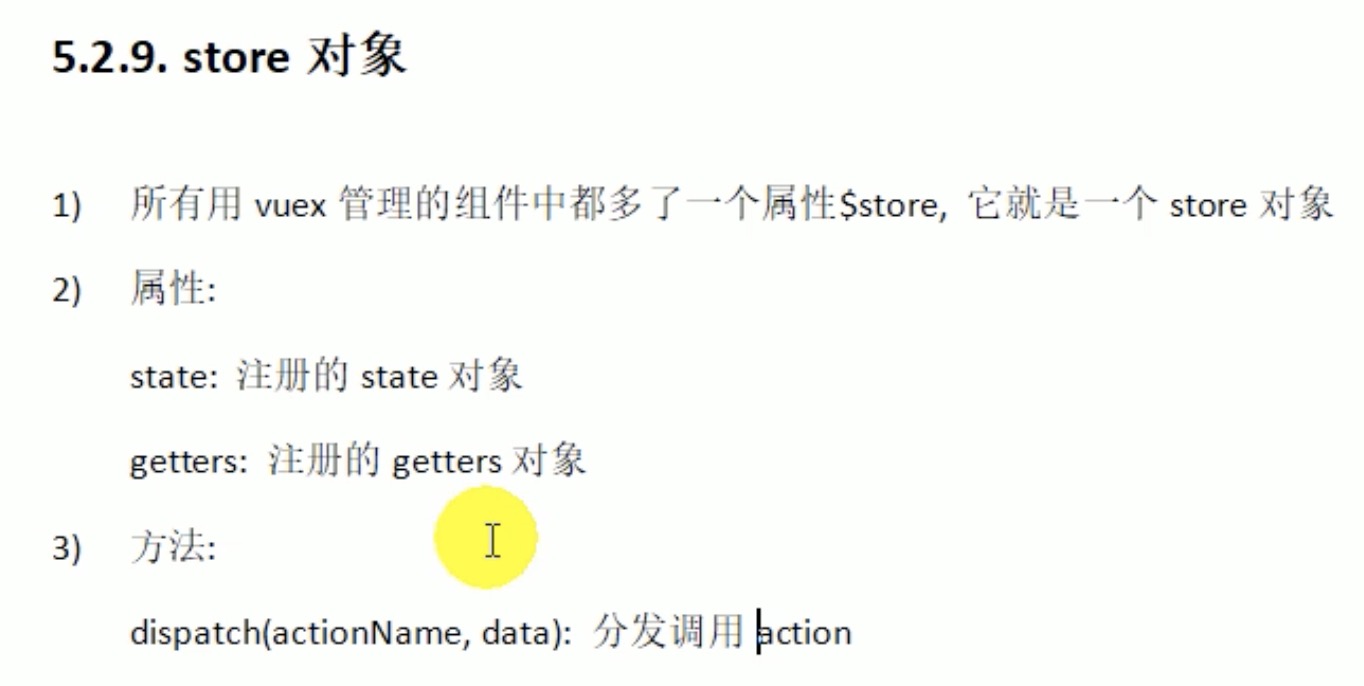 5.2.9. store 对象
1) 所有用 vuex 管理的组件中都多了一个属性$store, 它就是一个 store 对象
2) 属性:
state: 注册的 state 对象
getters: 注册的 getters 对象
3) 方法:
dispatch(actionName, data): 分发调用 action